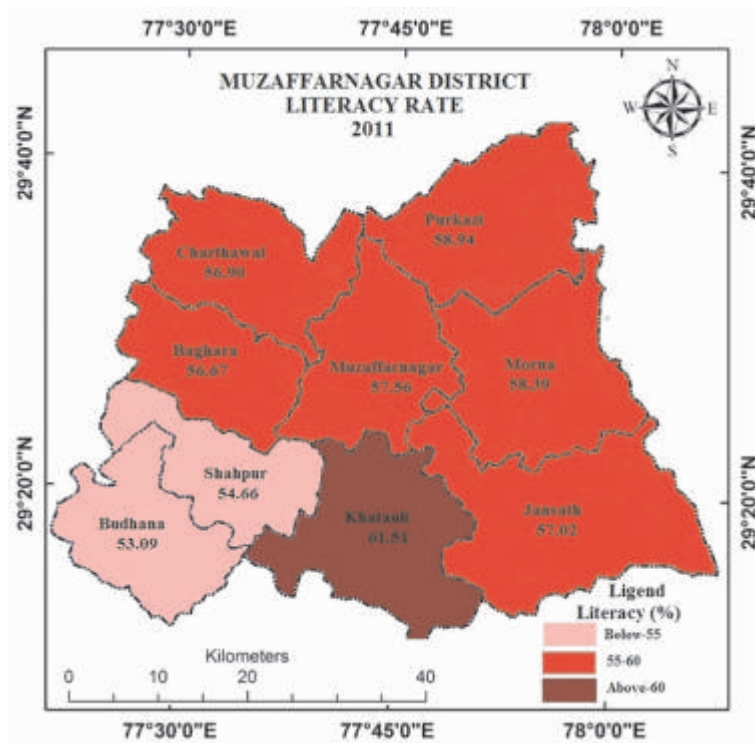 77°30'0"E 77°45'0"E 78°0'0"E
MUZAFFARNAGAR DISTRICT
LITERACY RATE
2011
N
W E
S
29°40'0"N 29°40'0"N
Purkazi
58.94
Charthawal
56.90
Baghara
56.67
Muzaffarnagar
57.56
Morna
58.39
29°20'0"N 29°20'0"N
Shahpur
54.66
Budhana
53.09
Khatauli
61.51
Jansath
57.02
Ligend
Literacy (%)
Below-55
55-60
Above-60
Kilometers
0 10 20 40
77°30'0"E 77°45'0"E 78°0'0"E